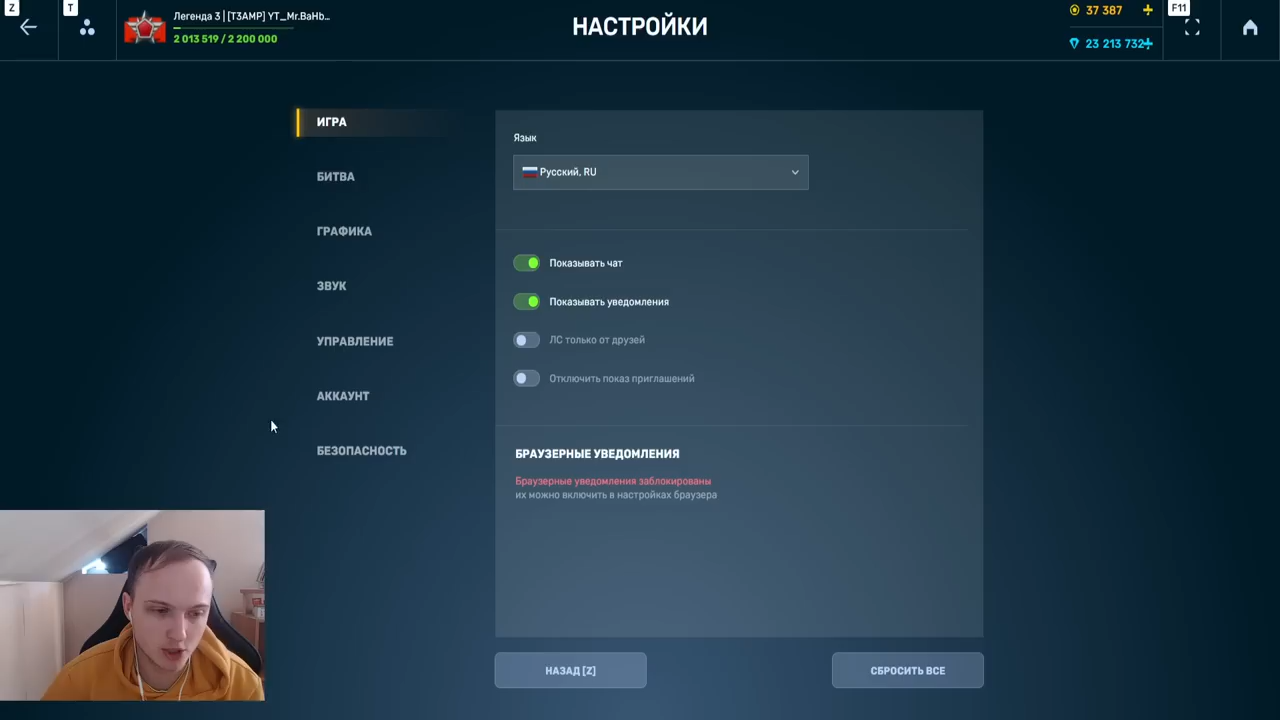 Z
T
Легенда 3 | [T3AMP] YT_Mr.BaHb...
2 013 519 / 2 200 000
НАСТРОЙКИ
37 387
23 213 732
F11
ИГРА
БИТВА
ГРАФИКА
ЗВУК
УПРАВЛЕНИЕ
АККАУНТ
БЕЗОПАСНОСТЬ
Язык
Русский, RU
Показывать чат
Показывать уведомления
ЛС только от друзей
Отключить показ приглашений
БРАУЗЕРНЫЕ УВЕДОМЛЕНИЯ
Браузерные уведомления заблокированы
их можно включить в настройках браузера
НАЗАД [Z]
СБРОСИТЬ ВСЕ